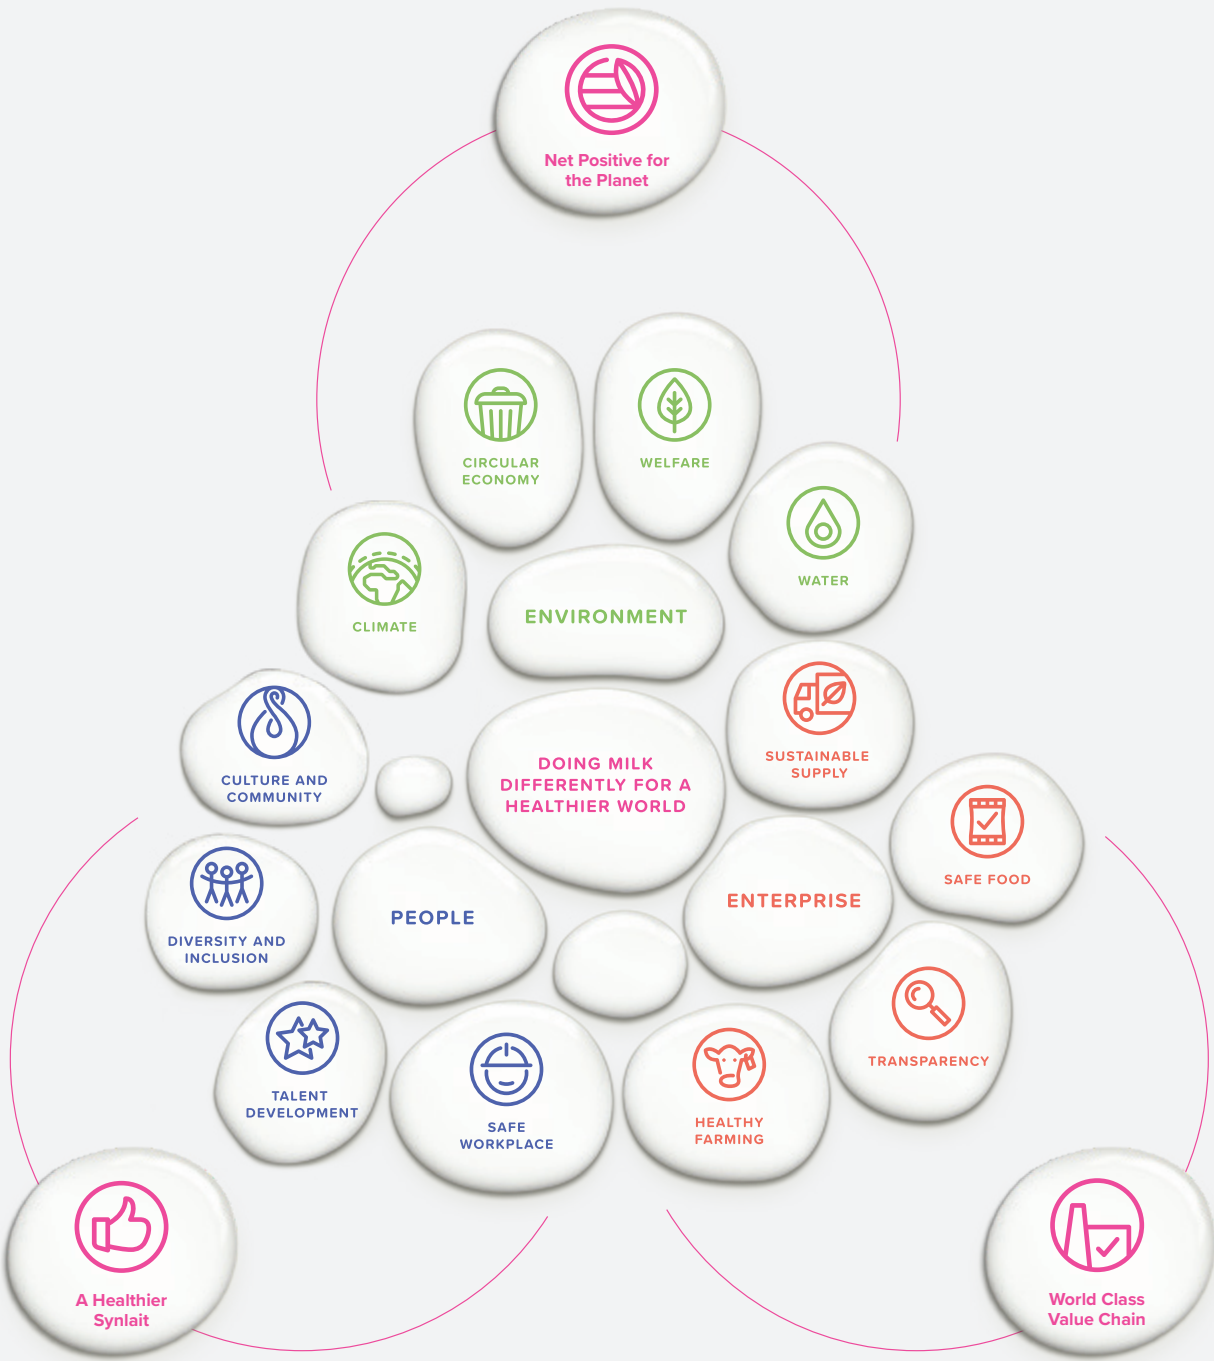 Net Positive for
the Planet
CIRCULAR
ECONOMY
WELFARE
WATER
CLIMATE
ENVIRONMENT
CULTURE AND
COMMUNITY
DOING MILK
DIFFERENTLY FOR A
HEALTHIER WORLD
SUSTAINABLE
SUPPLY
SAFE FOOD
DIVERSITY AND
INCLUSION
PEOPLE
ENTERPRISE
TALENT
DEVELOPMENT
SAFE
WORKPLACE
HEALTHY
FARMING
TRANSPARENCY
A Healthier
Synlait
World Class
Value Chain